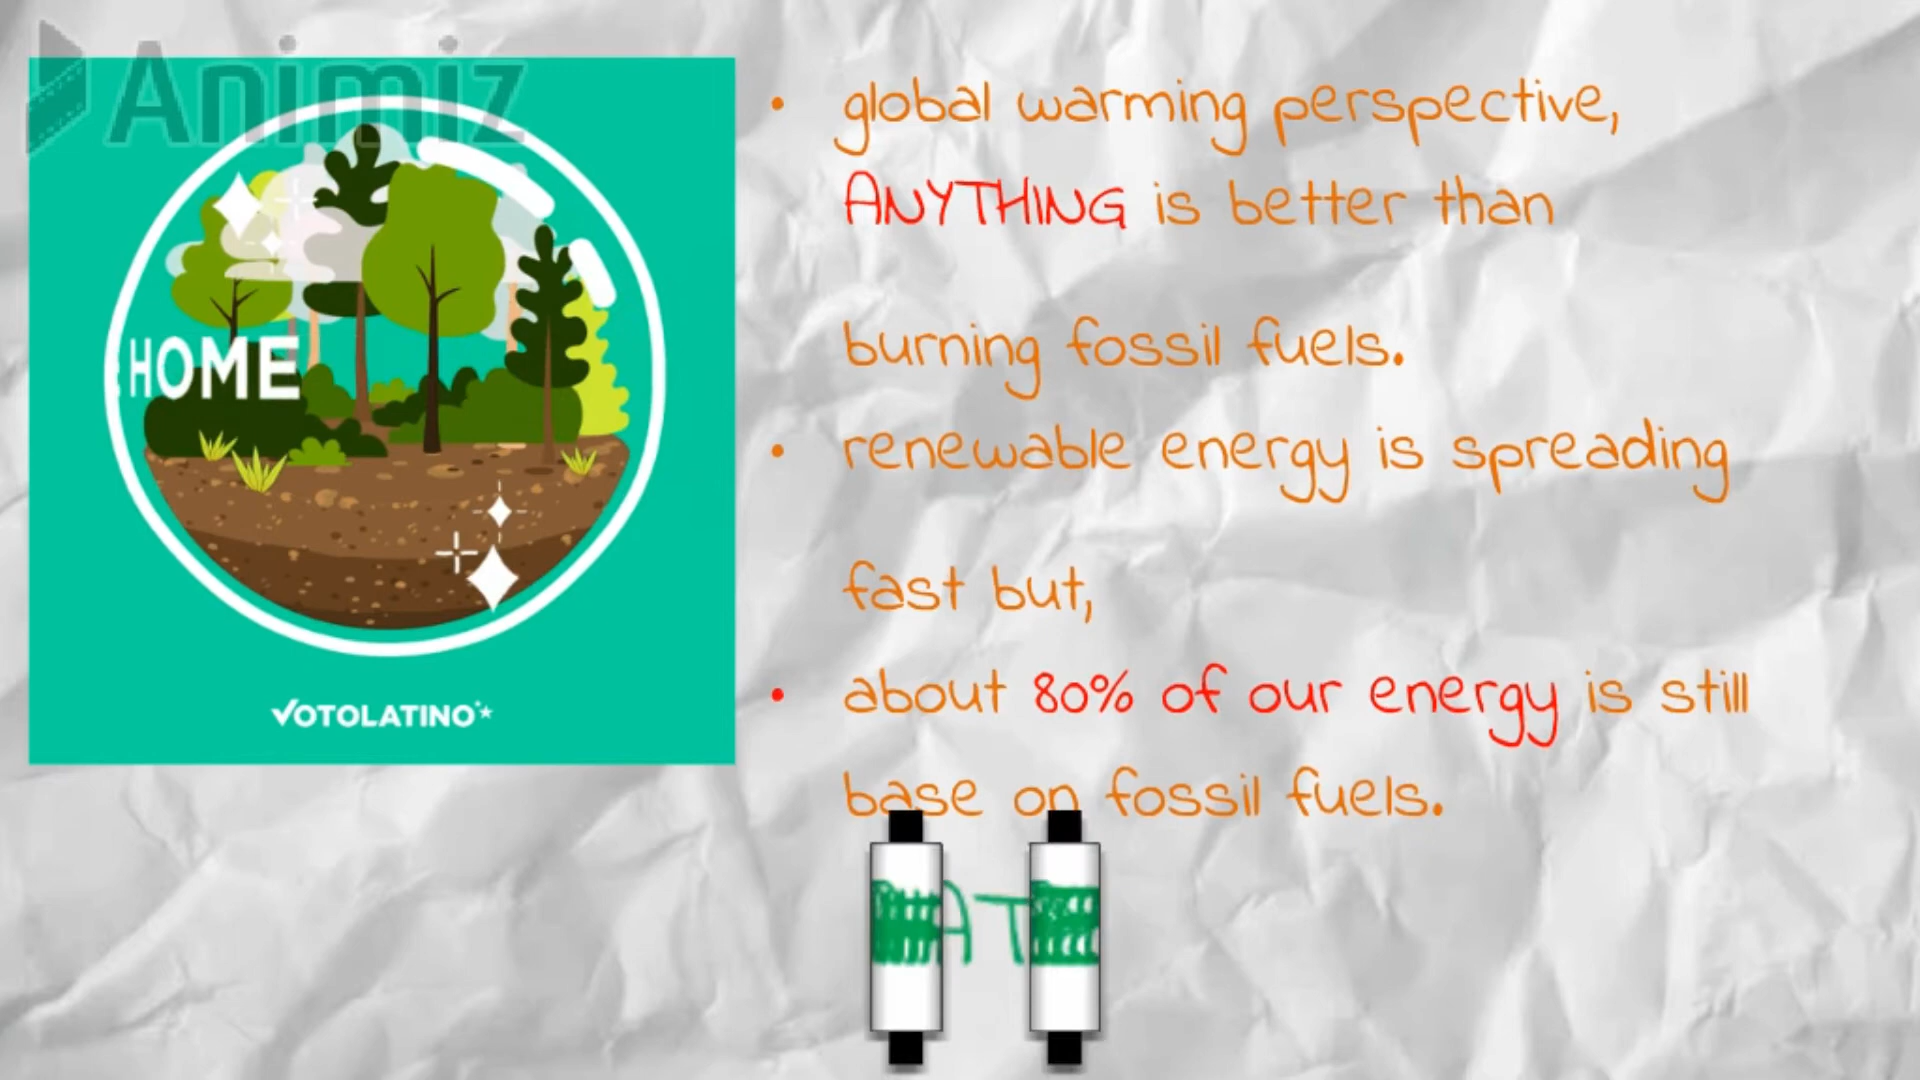 Animiz
HOME
VOTOLATINO
global warming perspective,
ANYTHING is better than
burning fossil fuels.
renewable energy is spreading
fast but,
about 80% of our energy is still
base on fossil fuels.